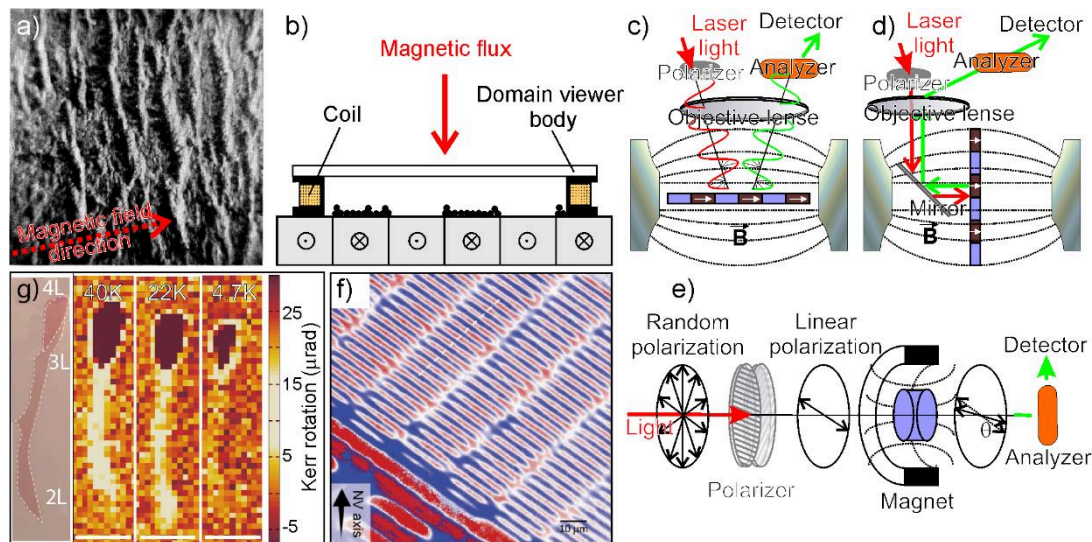 a)
Magnetic field
direction
b)
Magnetic flux
Coil
Domain viewer
body
c)
Laser
light
Detector
Polarizer
Analyzer
Objective lense
B
d)
Laser
light
Detector
Analyzer
Polarizer
Objective lense
Mirror
B
e)
Random
polarization
Linear
polarization
Light
Polarizer
Magnet
θ
Detector
Analyzer
f)
NV axis
10 μm
g)
4L
3L
2L
40K
22K
4.7K
Kerr rotation (μrad)
25
15
5
-5